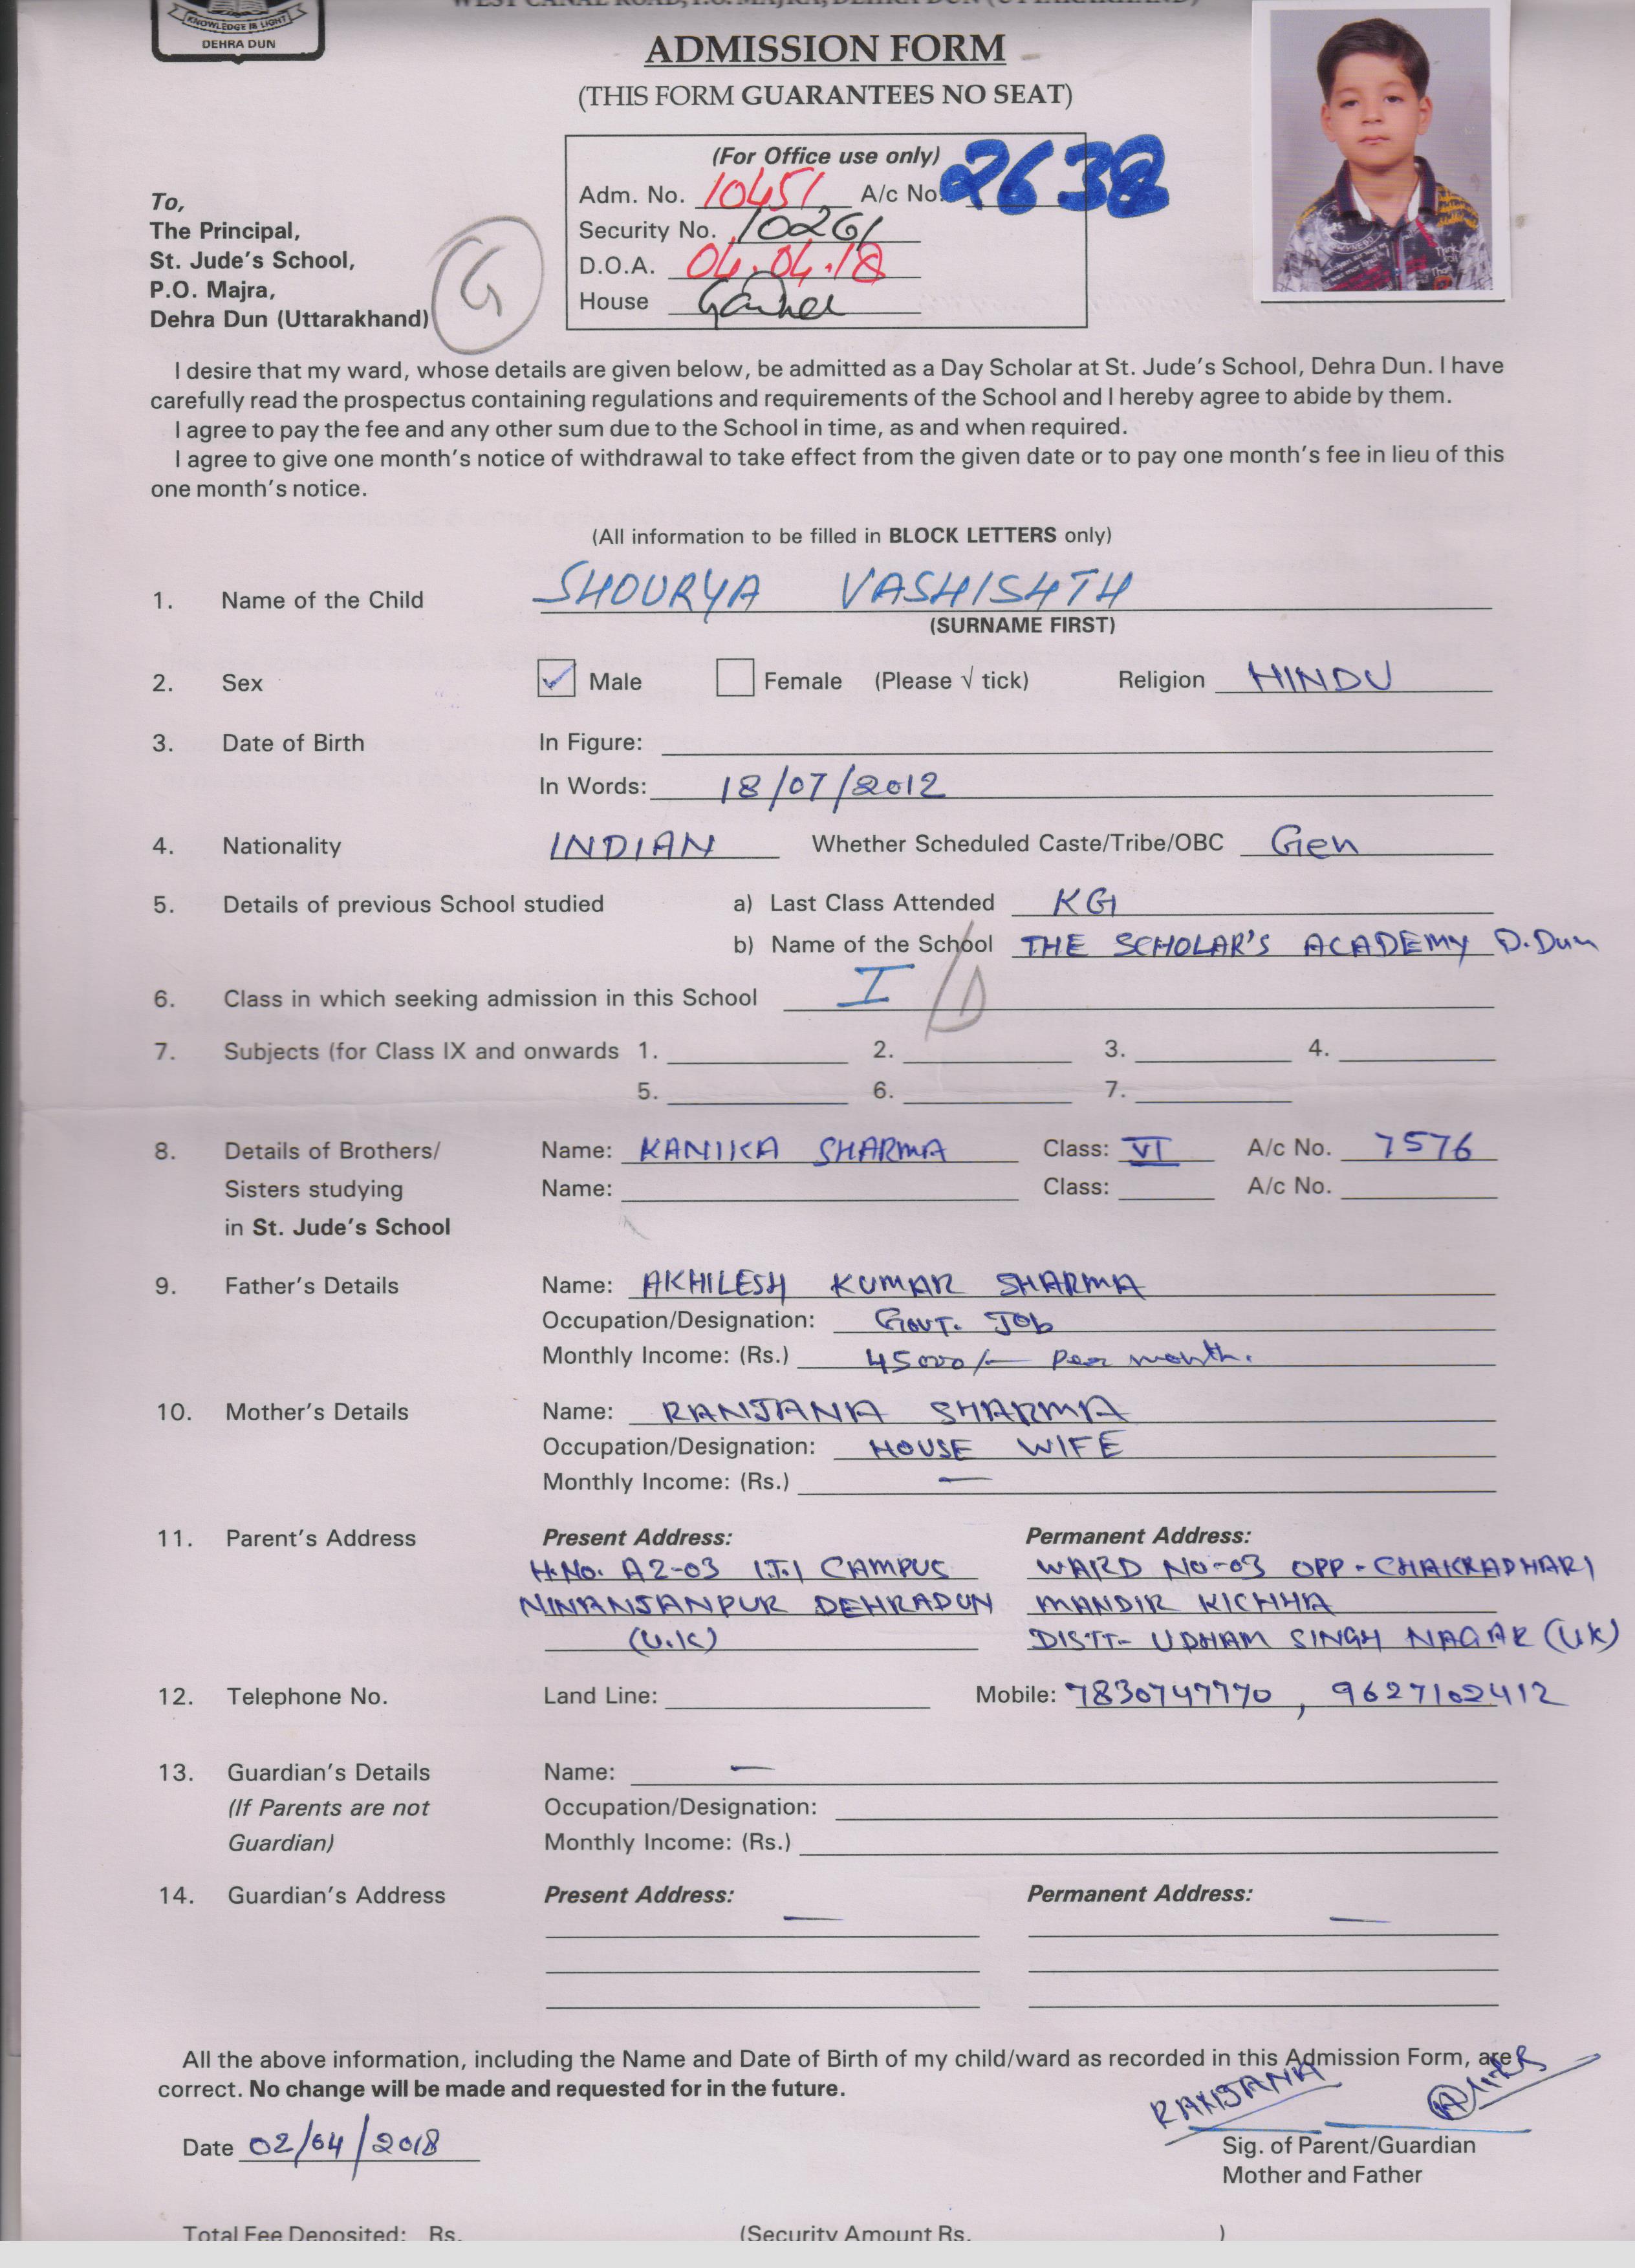 KNOWLEDGE IS LIGHT
DEHRA DUN
WEST CANAL ROAD, P.O. MAJRA, DEHRA DUN (UTTARAKHAND)
ADMISSION FORM
(THIS FORM GUARANTEES NO SEAT)
(For Office use only)
Adm. No. 10451 A/c No. 2638
Security No. 10261
D.O.A. 04.04.18
House
G
To,
The Principal,
St. Jude's School,
P.O. Majra,
Dehra Dun (Uttarakhand)
I desire that my ward, whose details are given below, be admitted as a Day Scholar at St. Jude's School, Dehra Dun. I have
carefully read the prospectus containing regulations and requirements of the School and I hereby agree to abide by them.
I agree to pay the fee and any other sum due to the School in time, as and when required.
I agree to give one month's notice of withdrawal to take effect from the given date or to pay one month's fee in lieu of this
one month's notice.
(All information to be filled in BLOCK LETTERS only)
1. Name of the Child SHOURYA VASHISHTH
(SURNAME FIRST)
2. Sex ✓ Male Female (Please √ tick) Religion HINDU
3. Date of Birth In Figure:
In Words: 18/07/2012
4. Nationality INDIAN Whether Scheduled Caste/Tribe/OBC Gen
5. Details of previous School studied a) Last Class Attended KG
b) Name of the School THE SCHOLAR'S ACADEMY D.Dun
6. Class in which seeking admission in this School I /D
7. Subjects (for Class IX and onwards 1. 2. 3. 4.
5. 6. 7.
8. Details of Brothers/ Name: KANIKA SHARMA Class: VI A/c No. 7576
Sisters studying Name: Class: A/c No.
in St. Jude's School
9. Father's Details Name: AKHILESH KUMAR SHARMA
Occupation/Designation: GOVT. JOb
Monthly Income: (Rs.) 45000/- Per month.
10. Mother's Details Name: RANJANA SHARMA
Occupation/Designation: HOUSE WIFE
Monthly Income: (Rs.) —
11. Parent's Address Present Address: Permanent Address:
H.No. A2-03 I.T.I CAMPUS WARD NO-03 OPP-CHAKRADHARI
NINANJANPUR DEHRADUN MANDIR KICHHA
(U.K) DISTT- UDHAM SINGH NAGAR (UK)
12. Telephone No. Land Line: Mobile: 7830747770, 9627102412
13. Guardian's Details Name: —
(If Parents are not Occupation/Designation:
Guardian) Monthly Income: (Rs.)
14. Guardian's Address Present Address: Permanent Address:
— —
All the above information, including the Name and Date of Birth of my child/ward as recorded in this Admission Form, are
correct. No change will be made and requested for in the future.
RANJANA
Date 02/04/2018
Sig. of Parent/Guardian
Mother and Father
Total Fee Deposited: Rs. (Security Amount Rs. )